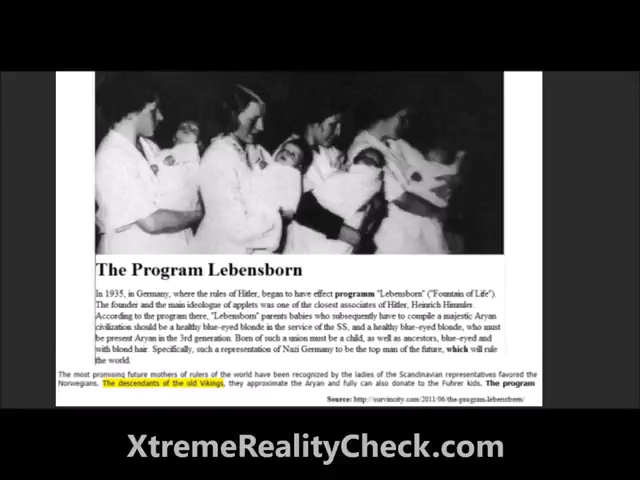 The Program Lebensborn
In 1935, in Germany, where the rules of Hitler, began to have effect programm "Lebensborn" ("Fountain of Life").
The founder and the main ideologue of applets was one of the closest associates of Hitler, Heinrich Himmler.
According to the program there, "Lebensborn" parents babies who subsequently have to compile a majestic Aryan
civilization should be a healthy blue-eyed blonde in the service of the SS, and a healthy blue-eyed blonde, who must
be present Aryan in the 3rd generation. Born of such a union must be a child, as well as ancestors, blue-eyed and
with blond hair. Specifically, such a representation of Nazi Germany to be the top man of the future, which will rule
the world.
The most promising future mothers of rulers of the world have been recognized by the ladies of the Scandinavian representatives favored the
Norwegians. The descendants of the old Vikings, they approximate the Aryan and fully can also donate to the Fuhrer kids. The program
Source: http://survincity.com/2011/06/the-program-lebensborn/
XtremeRealityCheck.com